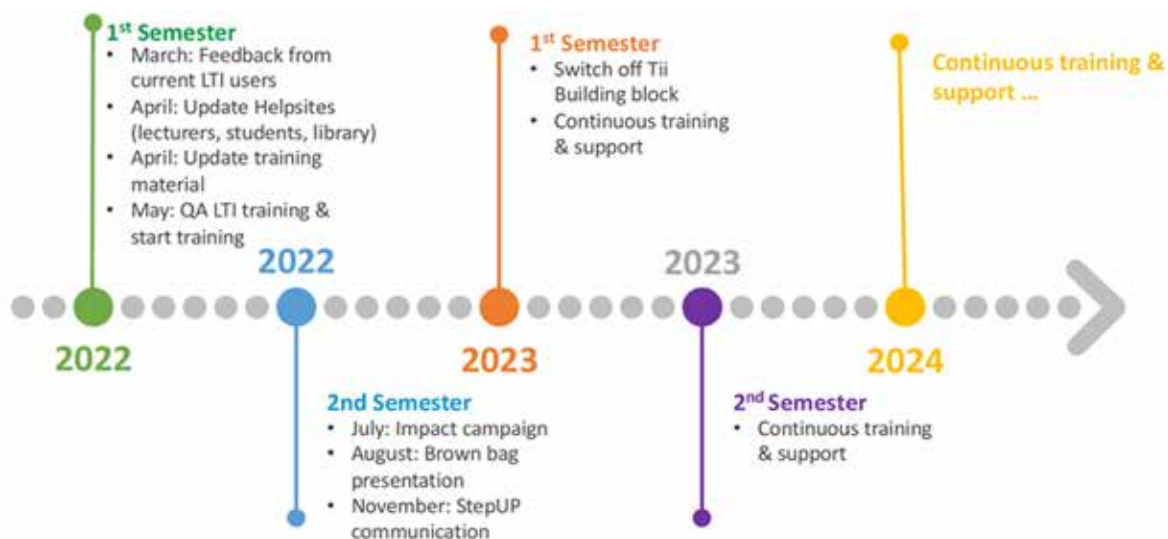 1st Semester
• March: Feedback from
current LTI users
• April: Update Helpsites
(lecturers, students, library)
• April: Update training
material
• May: QA LTI training &
start training
2022
2022
2nd Semester
• July: Impact campaign
• August: Brown bag
presentation
• November: StepUP
communication
1st Semester
• Switch off Tii
Building block
• Continuous training
& support
2023
2023
2nd Semester
• Continuous training
& support
Continuous training &
support ...
2024